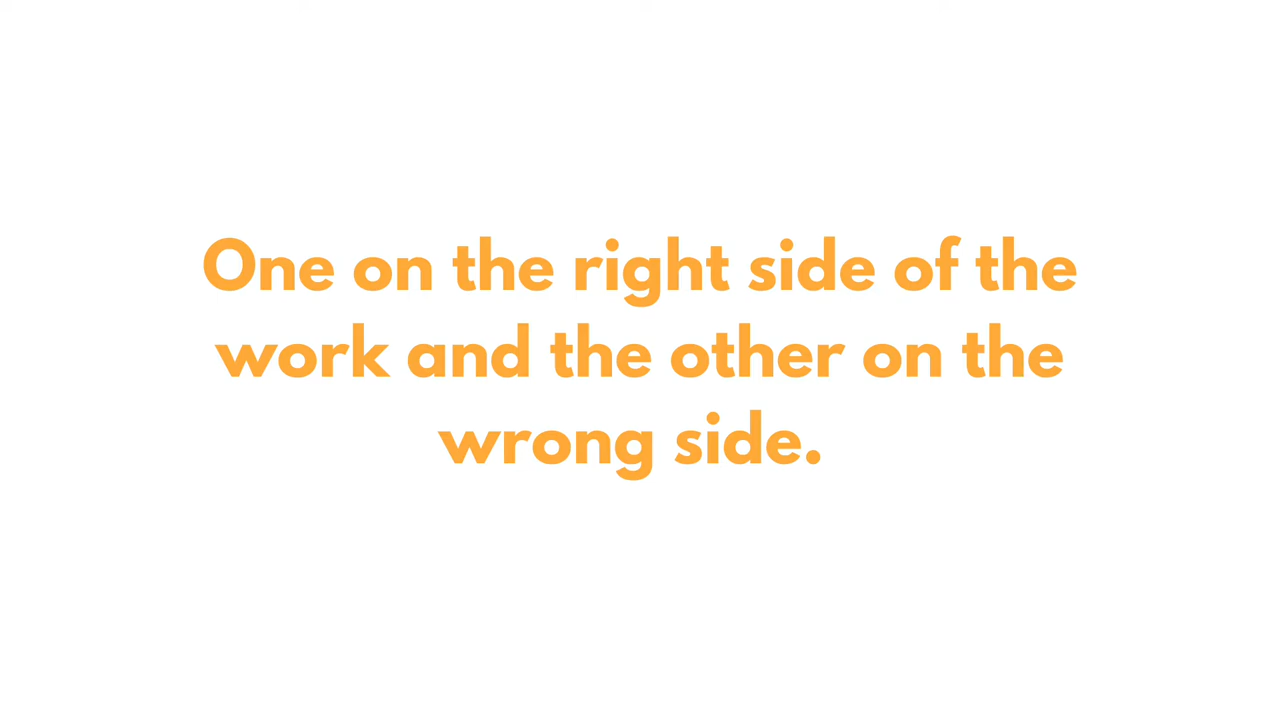 One on the right side of the
work and the other on the
wrong side.